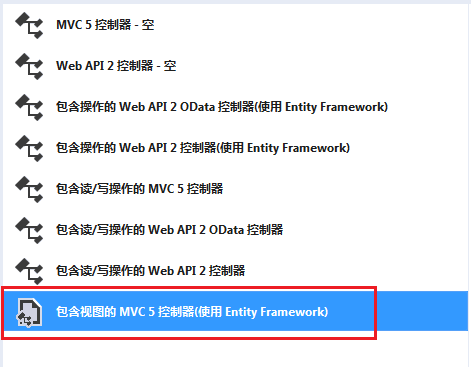 MVC 5 控制器 - 空
Web API 2 控制器 - 空
包含操作的 Web API 2 OData 控制器(使用 Entity Framework)
包含操作的 Web API 2 控制器(使用 Entity Framework)
包含读/写操作的 MVC 5 控制器
包含读/写操作的 Web API 2 OData 控制器
包含读/写操作的 Web API 2 控制器
包含视图的 MVC 5 控制器(使用 Entity Framework)